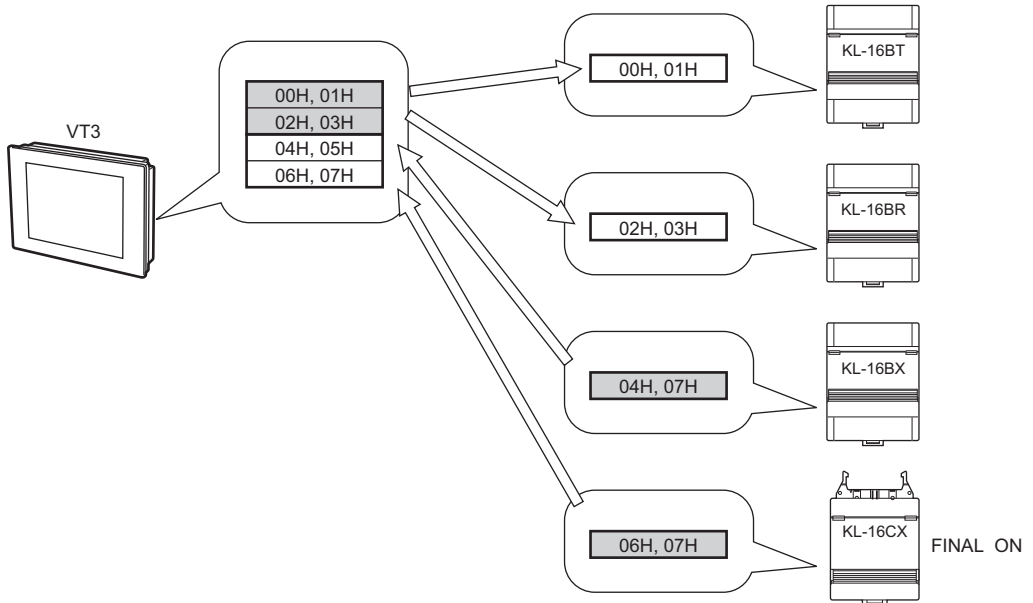 VT3
00H, 01H
02H, 03H
04H, 05H
06H, 07H
00H, 01H
KL-16BT
02H, 03H
KL-16BR
04H, 07H
KL-16BX
06H, 07H
KL-16CX
FINAL ON